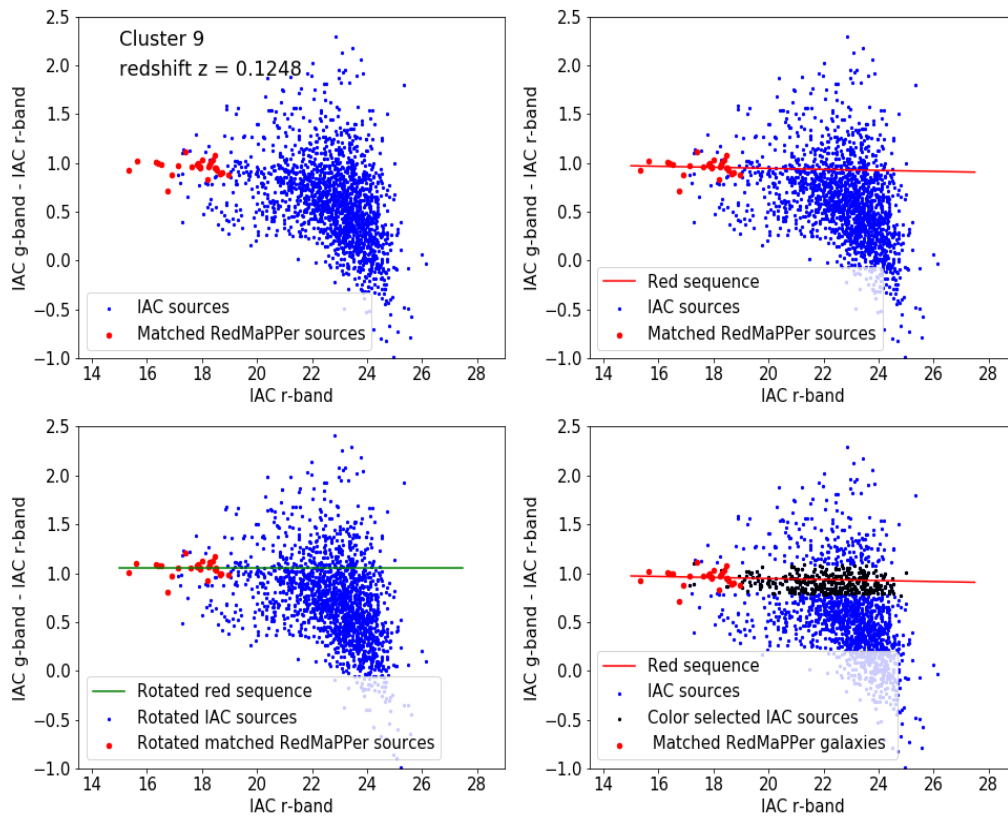 2.5
2.0
1.5
1.0
0.5
0.0
−0.5
−1.0
IAC g-band - IAC r-band
Cluster 9
redshift z = 0.1248
IAC sources
Matched RedMaPPer sources
14 16 18 20 22 24 26 28
IAC r-band
2.5
2.0
1.5
1.0
0.5
0.0
−0.5
−1.0
IAC g-band - IAC r-band
Red sequence
IAC sources
Matched RedMaPPer sources
14 16 18 20 22 24 26 28
IAC r-band
2.5
2.0
1.5
1.0
0.5
0.0
−0.5
−1.0
IAC g-band - IAC r-band
Rotated red sequence
Rotated IAC sources
Rotated matched RedMaPPer sources
14 16 18 20 22 24 26 28
IAC r-band
2.5
2.0
1.5
1.0
0.5
0.0
−0.5
−1.0
IAC g-band - IAC r-band
Red sequence
IAC sources
Color selected IAC sources
Matched RedMaPPer galaxies
14 16 18 20 22 24 26 28
IAC r-band